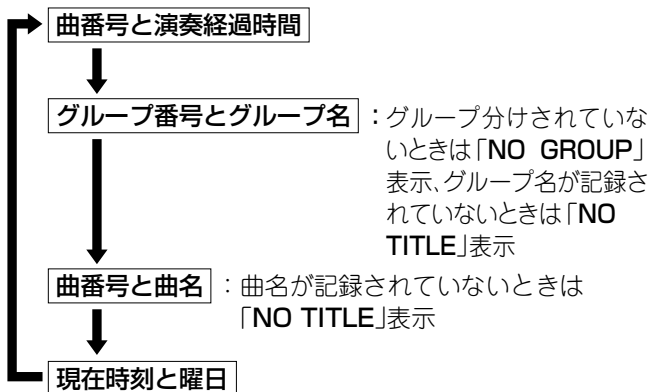 曲番号と演奏経過時間
グループ番号とグループ名：グループ分けされていな
いときは「NO GROUP」
表示、グループ名が記録さ
れていないときは「NO
TITLE」表示
曲番号と曲名：曲名が記録されていないときは
「NO TITLE」表示
現在時刻と曜日